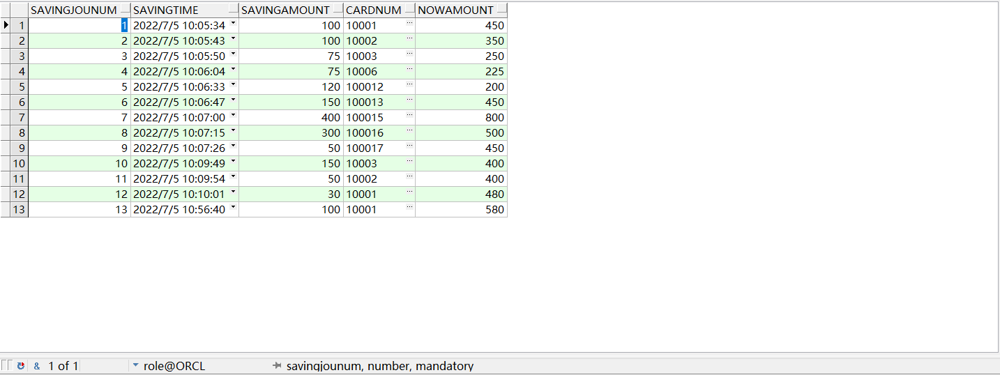 SAVINGJOUNUM SAVINGTIME SAVINGAMOUNT CARDNUM NOWAMOUNT
1 1 2022/7/5 10:05:34 100 10001 ... 450
2 2 2022/7/5 10:05:43 100 10002 ... 350
3 3 2022/7/5 10:05:50 75 10003 ... 250
4 4 2022/7/5 10:06:04 75 10006 ... 225
5 5 2022/7/5 10:06:33 120 100012 ... 200
6 6 2022/7/5 10:06:47 150 100013 ... 450
7 7 2022/7/5 10:07:00 400 100015 ... 800
8 8 2022/7/5 10:07:15 300 100016 ... 500
9 9 2022/7/5 10:07:26 50 100017 ... 450
10 10 2022/7/5 10:09:49 150 10003 ... 400
11 11 2022/7/5 10:09:54 50 10002 ... 400
12 12 2022/7/5 10:10:01 30 10001 ... 480
13 13 2022/7/5 10:56:40 100 10001 ... 580
& 1 of 1 role@ORCL savingjounum, number, mandatory